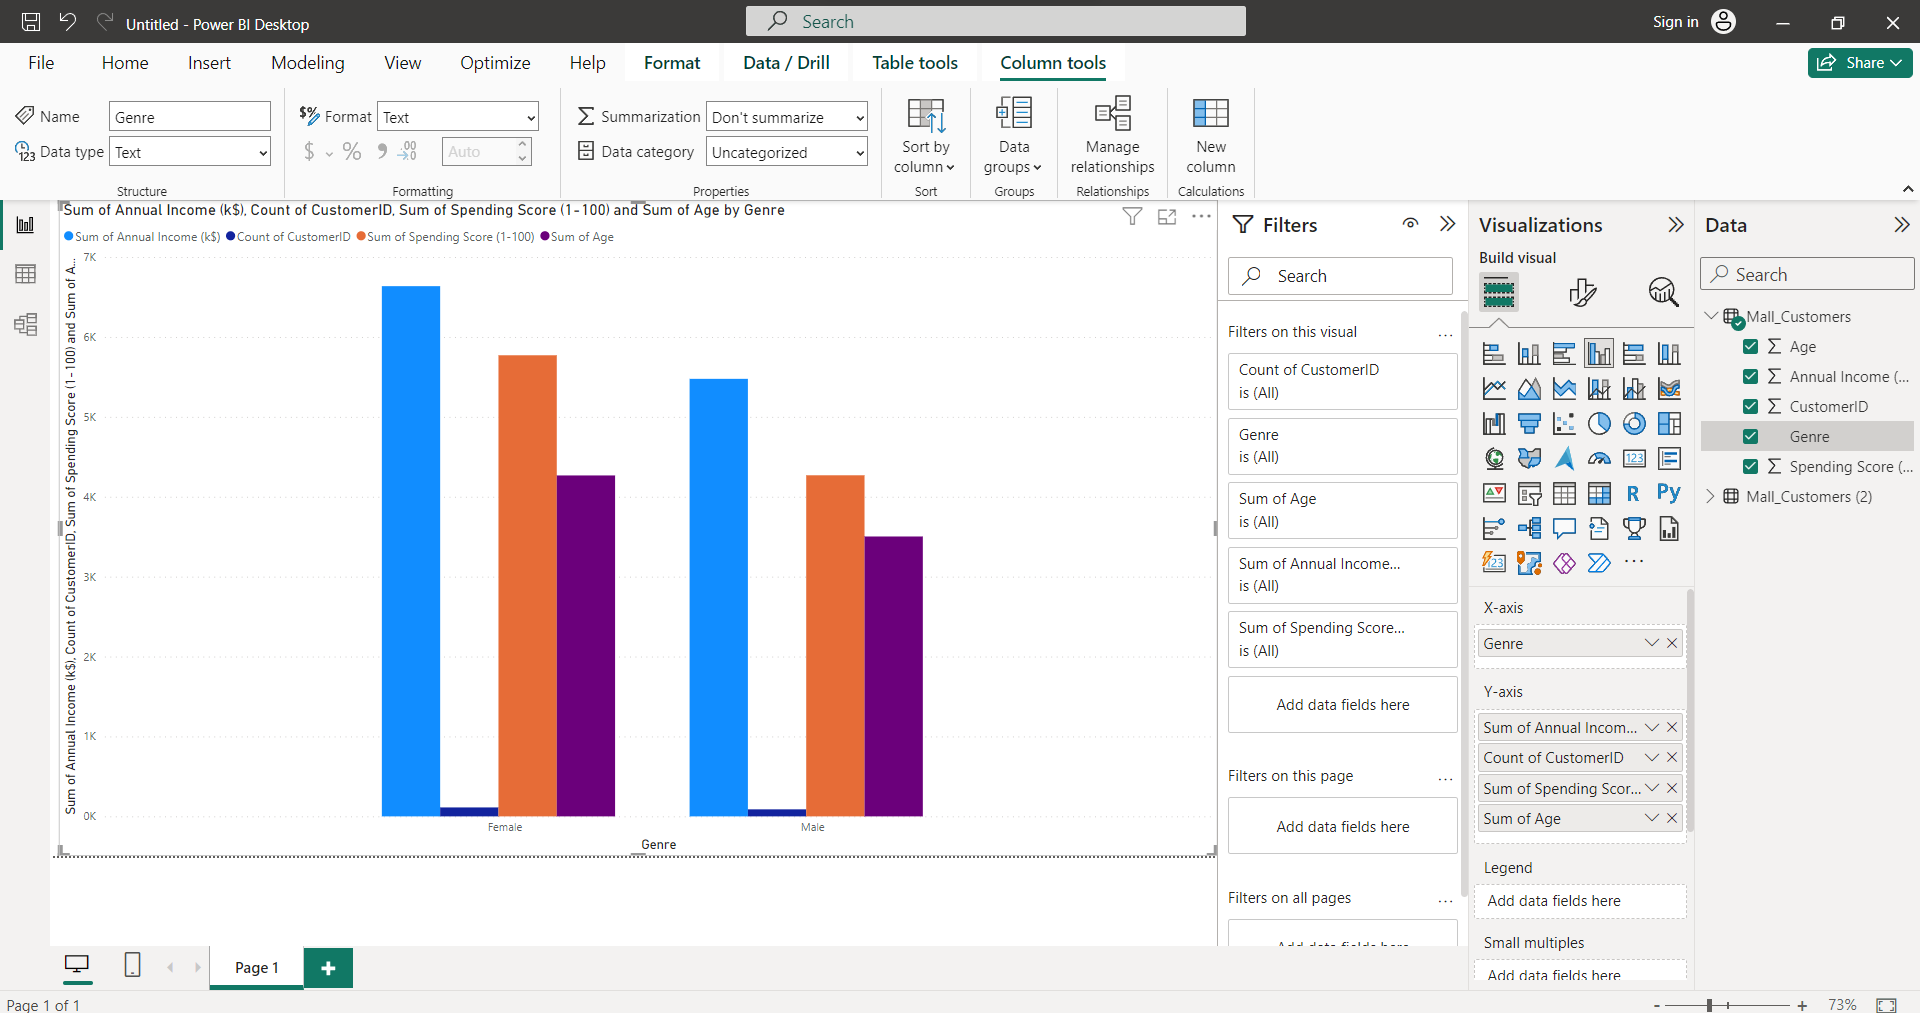 Untitled - Power BI Desktop
Search
Sign in
File Home Insert Modeling View Optimize Help Format Data / Drill Table tools Column tools
Share
Name Genre
Data type Text
Structure
Format Text
$ % Auto
Formatting
Summarization Don't summarize
Data category Uncategorized
Properties
Sort by
column
Sort
Data
groups
Groups
Manage
relationships
Relationships
New
column
Calculations
Sum of Annual Income (k$), Count of CustomerID, Sum of Spending Score (1-100) and Sum of Age by Genre
Sum of Annual Income (k$) Count of CustomerID Sum of Spending Score (1-100) Sum of Age
Sum of Annual Income (k$), Count of CustomerID, Sum of Spending Score (1-100) and Sum of A...
7K
6K
5K
4K
3K
2K
1K
0K
Female Male
Genre
Filters
Search
Filters on this visual ...
Count of CustomerID
is (All)
Genre
is (All)
Sum of Age
is (All)
Sum of Annual Income...
is (All)
Sum of Spending Score...
is (All)
Add data fields here
Filters on this page ...
Add data fields here
Filters on all pages ...
Add data fields here
Visualizations
Build visual
123
R
Py
123
...
X-axis
Genre
Y-axis
Sum of Annual Incom...
Count of CustomerID
Sum of Spending Scor...
Sum of Age
Legend
Add data fields here
Small multiples
Add data fields here
Data
Search
Mall_Customers
Age
Annual Income (...
CustomerID
Genre
Spending Score (...
Mall_Customers (2)
Page 1
Page 1 of 1
- + 73%